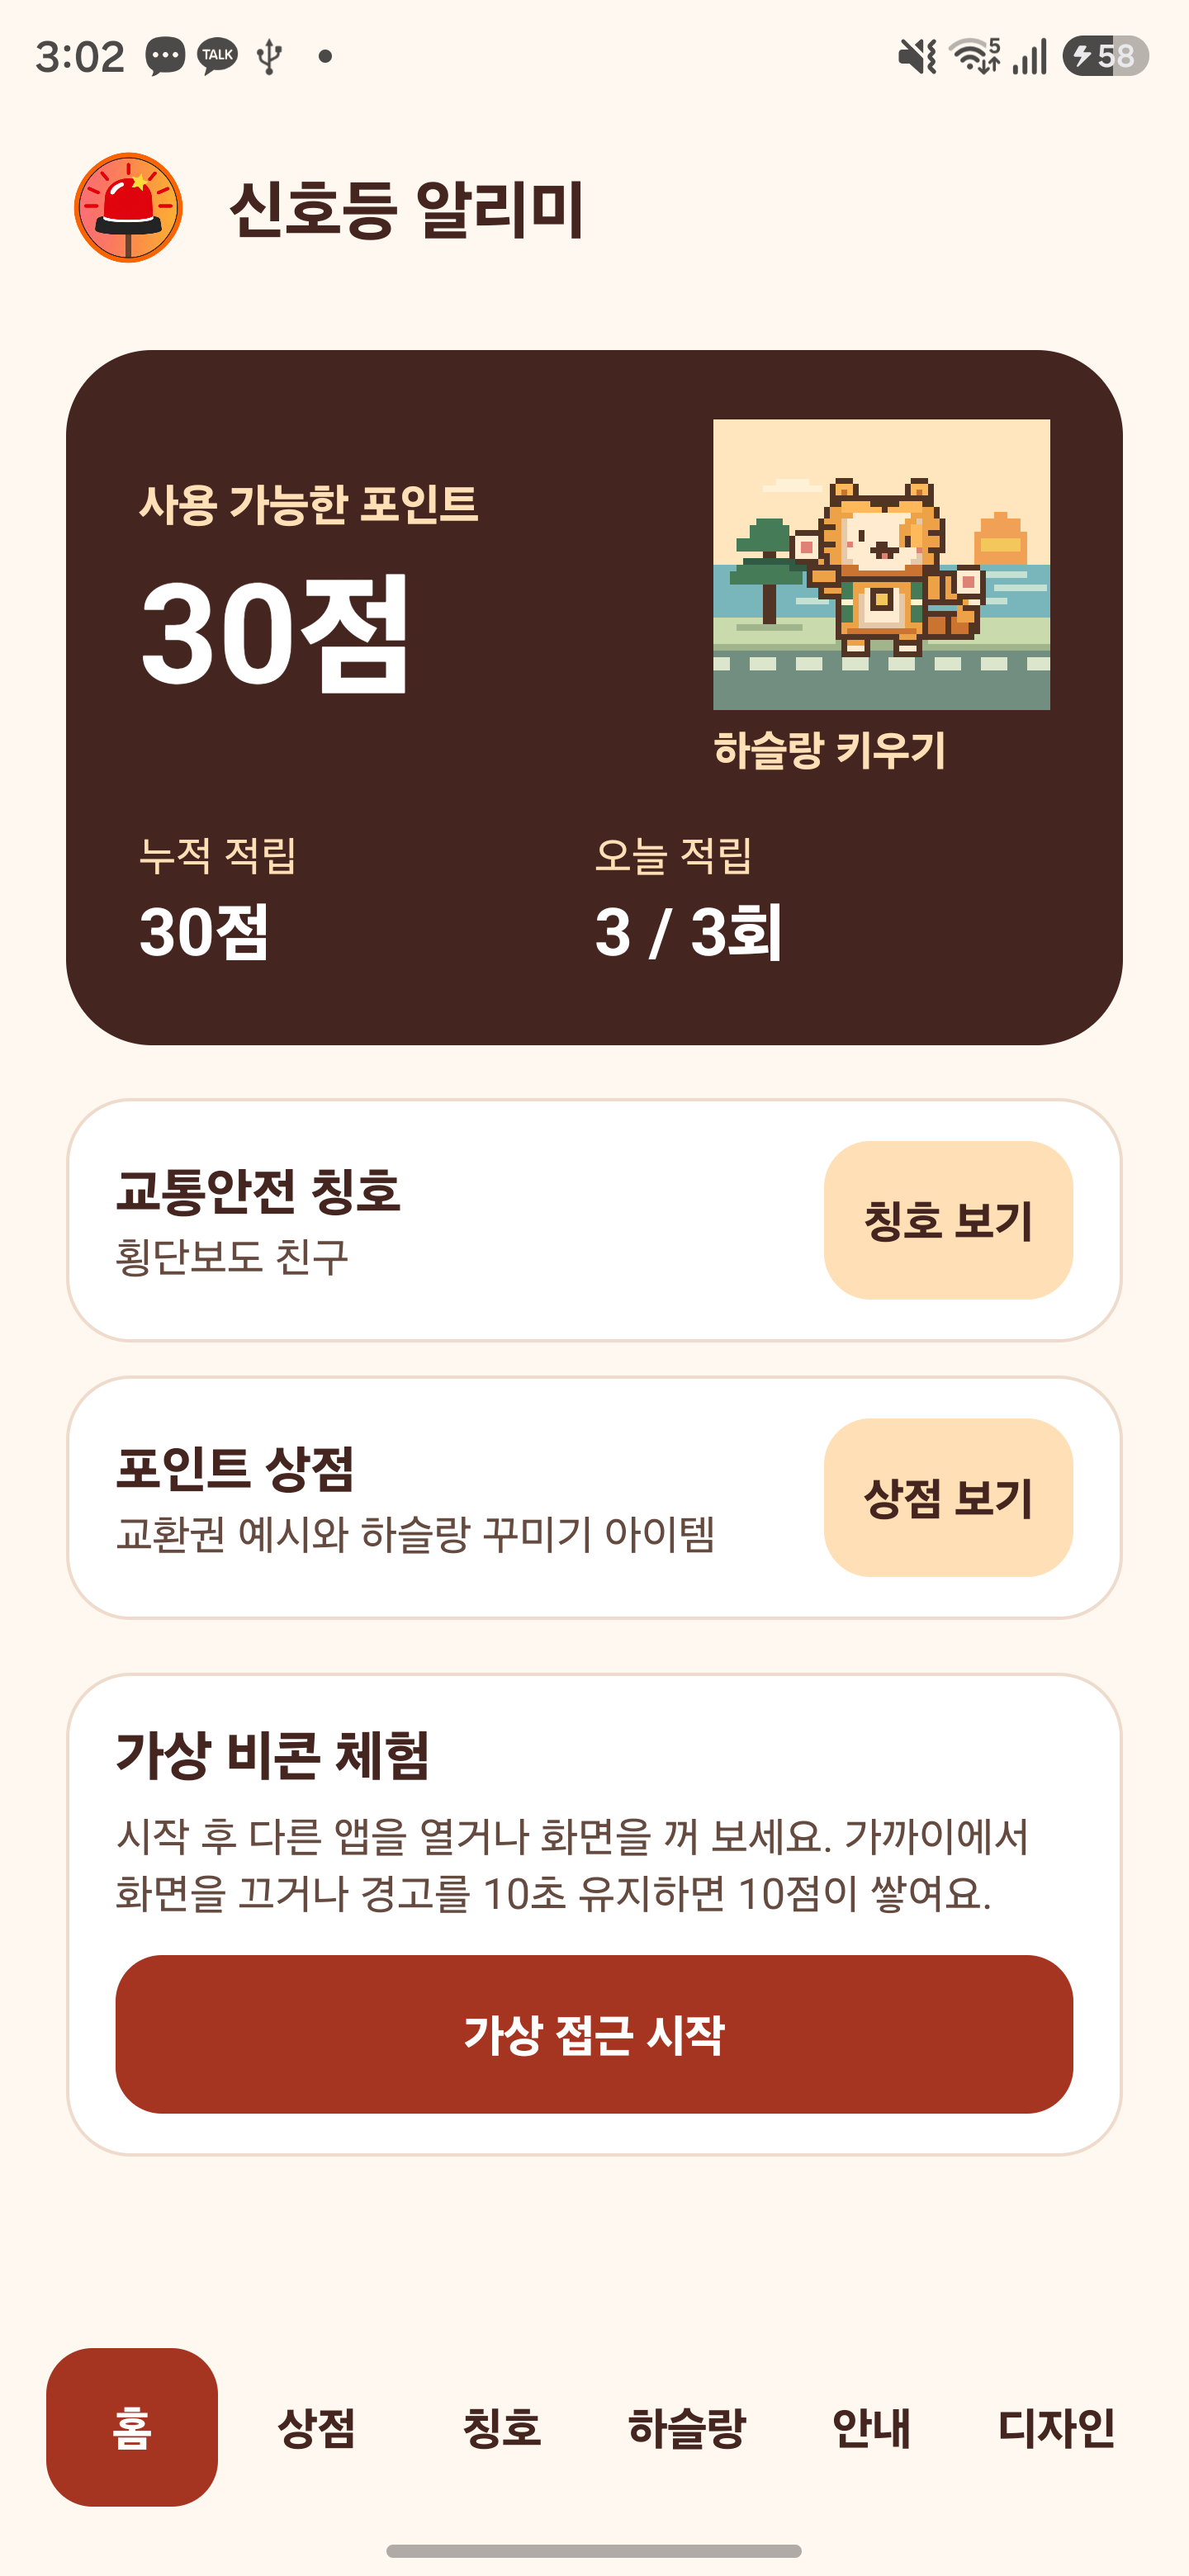 3:02
TALK
5
58
신호등 알리미
사용 가능한 포인트
30점
하슬랑 키우기
누적 적립
30점
오늘 적립
3 / 3회
교통안전 칭호
횡단보도 친구
칭호 보기
포인트 상점
교환권 예시와 하슬랑 꾸미기 아이템
상점 보기
가상 비콘 체험
시작 후 다른 앱을 열거나 화면을 꺼 보세요. 가까이에서
화면을 끄거나 경고를 10초 유지하면 10점이 쌓여요.
가상 접근 시작
홈
상점
칭호
하슬랑
안내
디자인